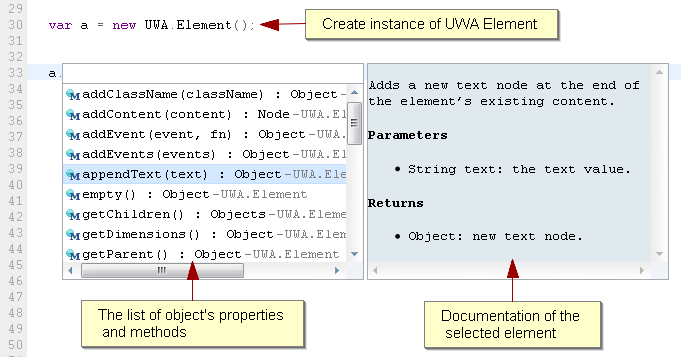 29
30 var a = new UWA.Element();
Create instance of UWA Element
31
32
33 a.
34
35
36
37
38
39
40
41
42
43
44
45
46
47
48
49
50
addClassName(className) : Object-
addContent(content) : Node-UWA.El
addEvent(event, fn) : Object-UWA.
addEvents(events) : Object-UWA.El
appendText(text) : Object-UWA.Ele
empty() : Object-UWA.Element
getChildren() : Objects-UWA.Eleme
getDimensions() : Object-UWA.Elem
getParent() : Object-UWA.Element
Adds a new text node at the end of
the element's existing content.
Parameters
• String text: the text value.
Returns
• Object: new text node.
The list of object's properties
and methods
Documentation of the
selected element